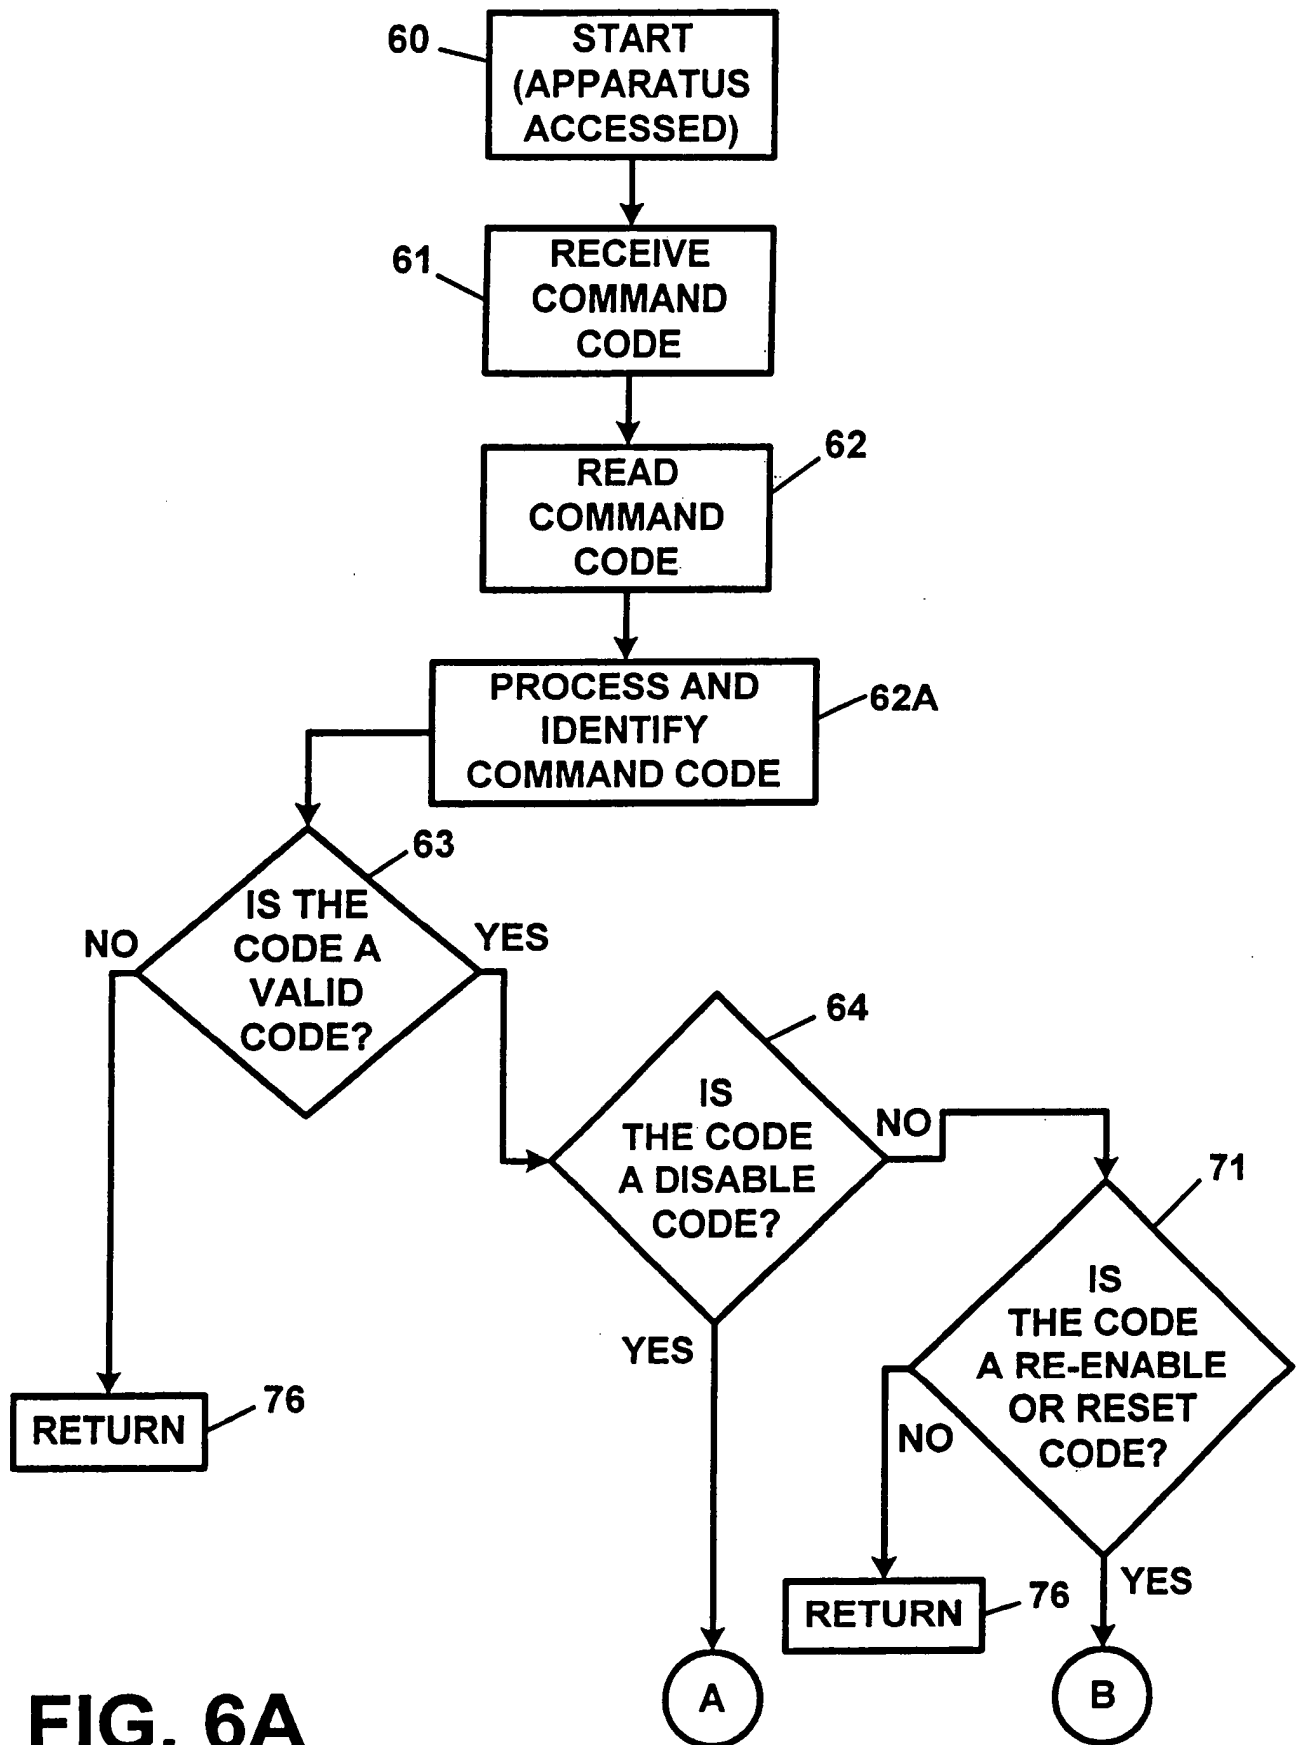 60
START
(APPARATUS
ACCESSED)
61
RECEIVE
COMMAND
CODE
62
READ
COMMAND
CODE
PROCESS AND
IDENTIFY
COMMAND CODE
62A
63
IS THE
CODE A
VALID
CODE?
NO
YES
64
IS
THE CODE
A DISABLE
CODE?
NO
YES
71
IS
THE CODE
A RE-ENABLE
OR RESET
CODE?
NO
YES
RETURN
76
RETURN
76
A
B
FIG. 6A